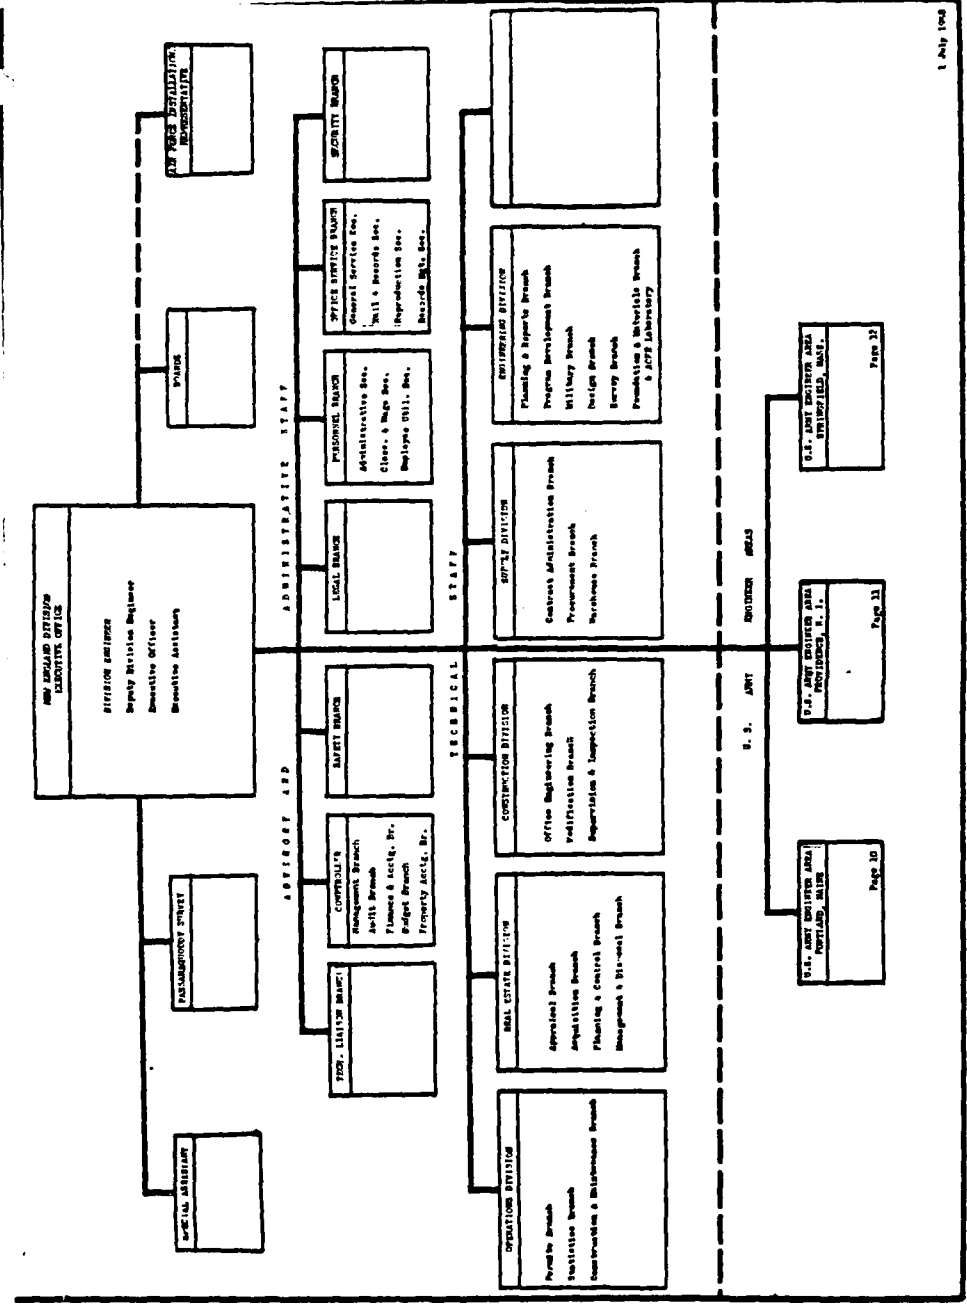 NEW ENGLAND DIVISION
EXECUTIVE OFFICE
DIVISION ENGINEER
Deputy Division Engineer
Executive Officer
Executive Assistant
SPECIAL ASSISTANT
PASSAMAQUODDY SURVEY
BOARDS
AIR FORCE INSTALLATION
REPRESENTATIVE
ADVISORY AND ADMINISTRATIVE STAFF
TECH. LIAISON BRANCH
COMPTROLLER
Management Branch
Audit Branch
Finance & Acctg. Br.
Budget Branch
Property Acctg. Br.
SAFETY BRANCH
LEGAL BRANCH
PERSONNEL BRANCH
Administrative Sec.
Class. & Wage Sec.
Employee Util. Sec.
OFFICE SERVICE BRANCH
General Service Sec.
Mail & Records Sec.
Reproduction Sec.
Records Mgt. Sec.
SECURITY BRANCH
TECHNICAL STAFF
OPERATIONS DIVISION
Permits Branch
Statistics Branch
Construction & Maintenance Branch
REAL ESTATE DIVISION
Appraisal Branch
Acquisition Branch
Planning & Control Branch
Management & Disposal Branch
CONSTRUCTION DIVISION
Office Engineering Branch
Modification Branch
Supervision & Inspection Branch
SUPPLY DIVISION
Contract Administration Branch
Procurement Branch
Warehouse Branch
ENGINEERING DIVISION
Planning & Reports Branch
Program Development Branch
Military Branch
Design Branch
Survey Branch
Foundation & Materials Branch
& ACFE Laboratory
U.S. ARMY ENGINEER AREAS
U.S. ARMY ENGINEER AREA
PORTLAND, MAINE
Page 10
U.S. ARMY ENGINEER AREA
PROVIDENCE, R. I.
Page 11
U.S. ARMY ENGINEER AREA
SPRINGFIELD, MASS.
Page 12
1 July